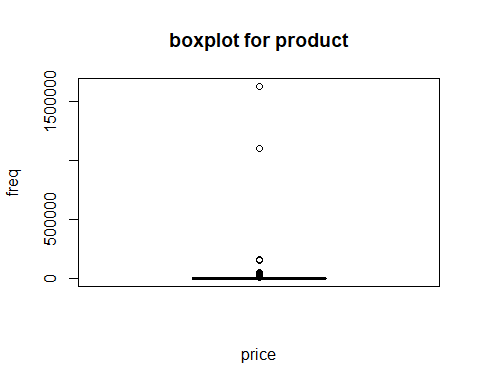 boxplot for product
1500000
500000
0
freq
price